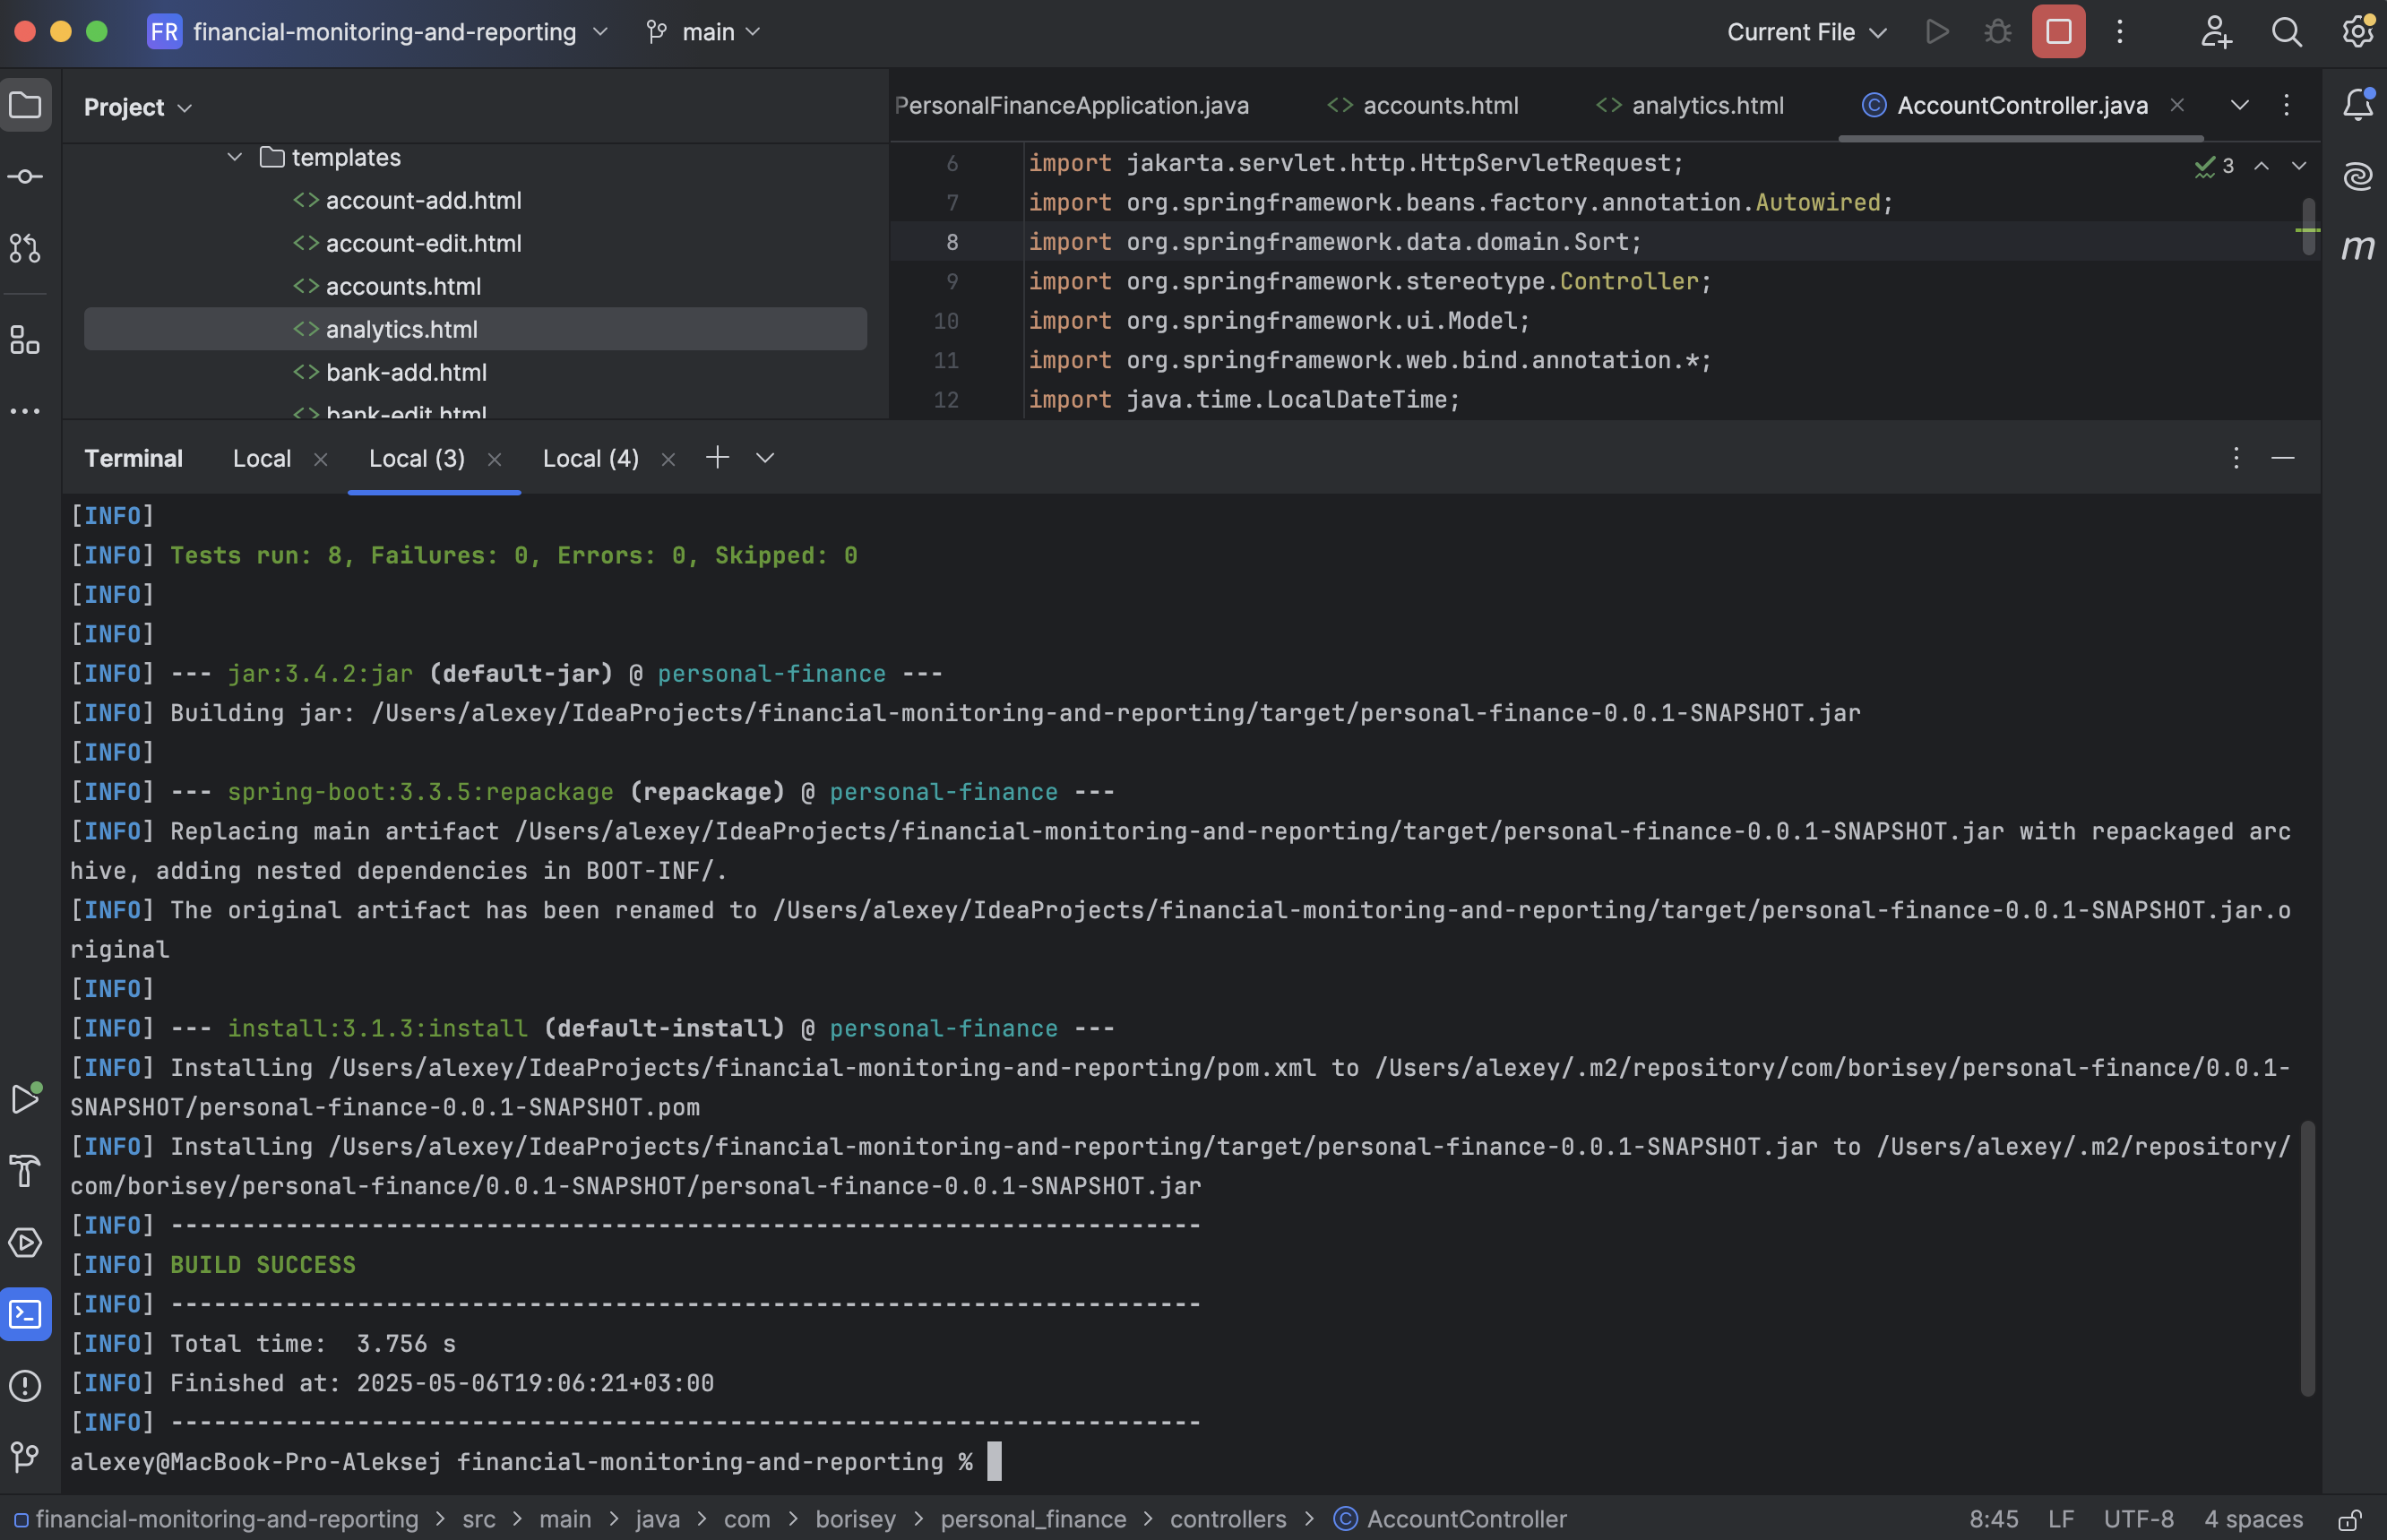 FR financial-monitoring-and-reporting main Current File
Project
PersonalFinanceApplication.java accounts.html analytics.html AccountController.java
templates
account-add.html
account-edit.html
accounts.html
analytics.html
bank-add.html
bank-edit.html
3
6 import jakarta.servlet.http.HttpServletRequest;
7 import org.springframework.beans.factory.annotation.Autowired;
8 import org.springframework.data.domain.Sort;
9 import org.springframework.stereotype.Controller;
10 import org.springframework.ui.Model;
11 import org.springframework.web.bind.annotation.*;
12 import java.time.LocalDateTime;
m
Terminal Local Local (3) Local (4)
[INFO]
[INFO] Tests run: 8, Failures: 0, Errors: 0, Skipped: 0
[INFO]
[INFO]
[INFO] --- jar:3.4.2:jar (default-jar) @ personal-finance ---
[INFO] Building jar: /Users/alexey/IdeaProjects/financial-monitoring-and-reporting/target/personal-finance-0.0.1-SNAPSHOT.jar
[INFO]
[INFO] --- spring-boot:3.3.5:repackage (repackage) @ personal-finance ---
[INFO] Replacing main artifact /Users/alexey/IdeaProjects/financial-monitoring-and-reporting/target/personal-finance-0.0.1-SNAPSHOT.jar with repackaged arc
hive, adding nested dependencies in BOOT-INF/.
[INFO] The original artifact has been renamed to /Users/alexey/IdeaProjects/financial-monitoring-and-reporting/target/personal-finance-0.0.1-SNAPSHOT.jar.o
riginal
[INFO]
[INFO] --- install:3.1.3:install (default-install) @ personal-finance ---
[INFO] Installing /Users/alexey/IdeaProjects/financial-monitoring-and-reporting/pom.xml to /Users/alexey/.m2/repository/com/borisey/personal-finance/0.0.1-
SNAPSHOT/personal-finance-0.0.1-SNAPSHOT.pom
[INFO] Installing /Users/alexey/IdeaProjects/financial-monitoring-and-reporting/target/personal-finance-0.0.1-SNAPSHOT.jar to /Users/alexey/.m2/repository/
com/borisey/personal-finance/0.0.1-SNAPSHOT/personal-finance-0.0.1-SNAPSHOT.jar
[INFO] ------------------------------------------------------------------------
[INFO] BUILD SUCCESS
[INFO] ------------------------------------------------------------------------
[INFO] Total time:  3.756 s
[INFO] Finished at: 2025-05-06T19:06:21+03:00
[INFO] ------------------------------------------------------------------------
alexey@MacBook-Pro-Aleksej financial-monitoring-and-reporting %
financial-monitoring-and-reporting > src > main > java > com > borisey > personal_finance > controllers > AccountController 8:45 LF UTF-8 4 spaces